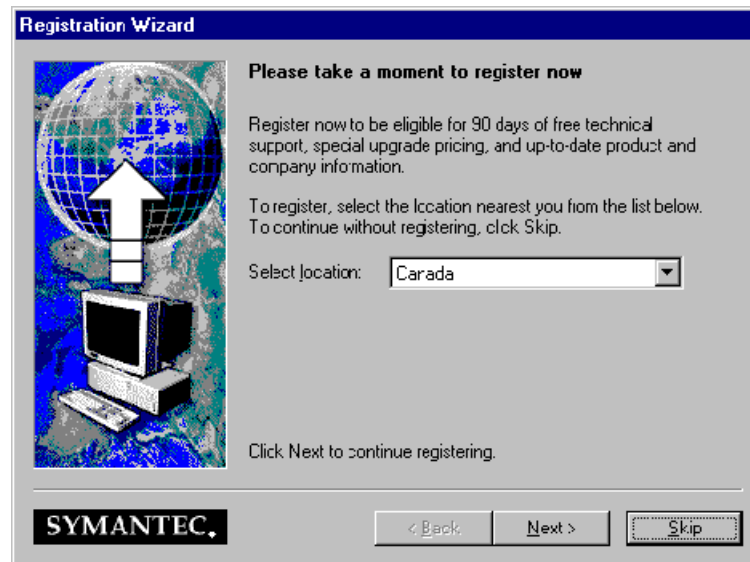 Registration Wizard
Please take a moment to register now
Register now to be eligible for 90 days of free technical
support, special upgrade pricing, and up-to-date product and
company information.
To register, select the location nearest you from the list below.
To continue without registering, click Skip.
Select location:
Canada
Click Next to continue registering.
SYMANTEC.
< Back
Next >
Skip